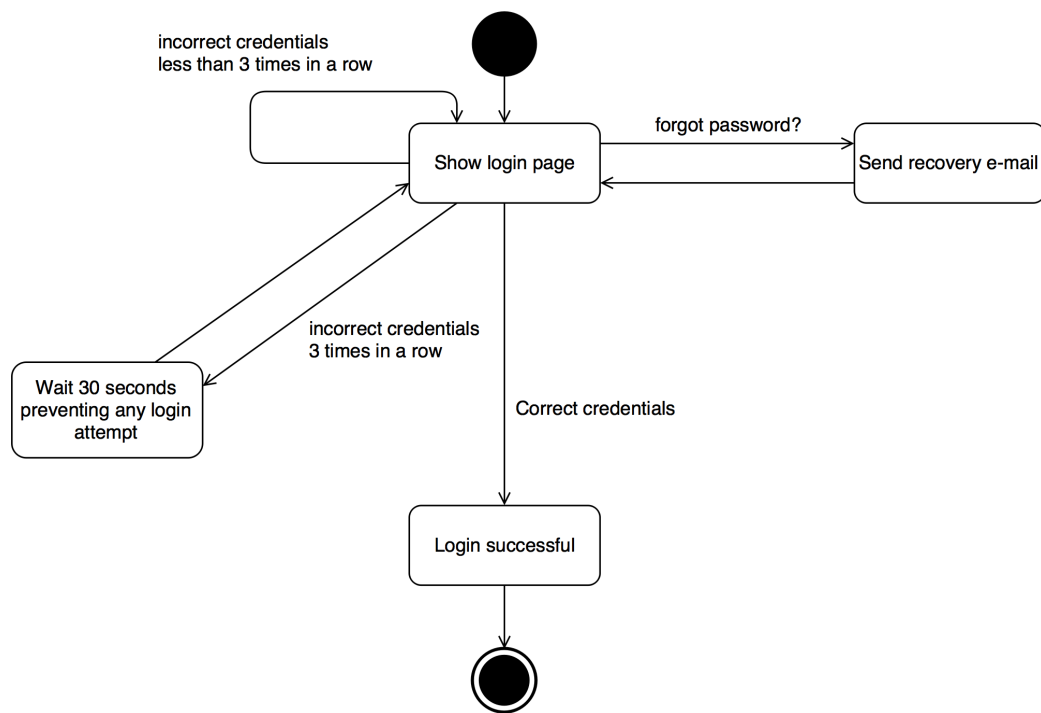 incorrect credentials
less than 3 times in a row
forgot password?
Show login page
Send recovery e-mail
incorrect credentials
3 times in a row
Wait 30 seconds
preventing any login
attempt
Correct credentials
Login successful